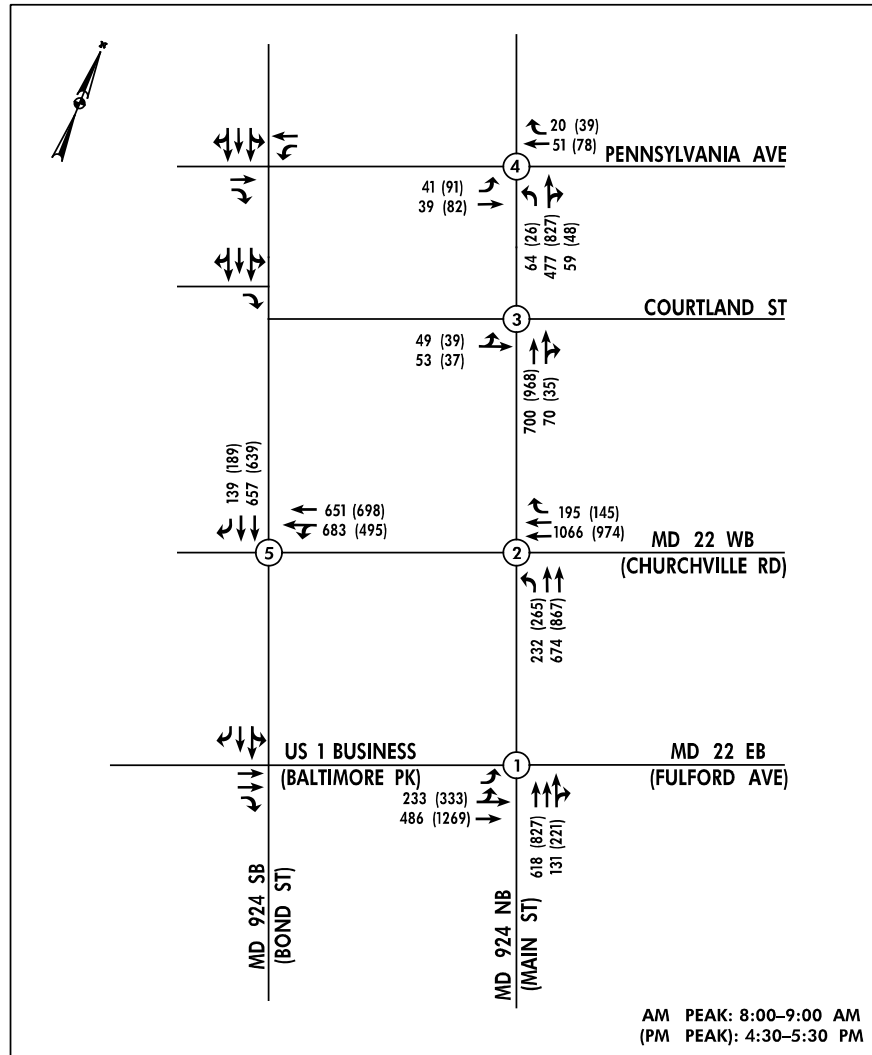 20 (39)
51 (78)
PENNSYLVANIA AVE
4
41 (91)
39 (82)
64 (26)
477 (827)
59 (48)
COURTLAND ST
3
49 (39)
53 (37)
700 (968)
70 (35)
139 (189)
657 (639)
651 (698)
683 (495)
5
195 (145)
1066 (974)
2
MD 22 WB
(CHURCHVILLE RD)
232 (265)
674 (867)
US 1 BUSINESS
(BALTIMORE PK)
1
MD 22 EB
(FULFORD AVE)
233 (333)
486 (1269)
618 (827)
131 (221)
MD 924 SB
(BOND ST)
MD 924 NB
(MAIN ST)
AM PEAK: 8:00–9:00 AM
(PM PEAK): 4:30–5:30 PM